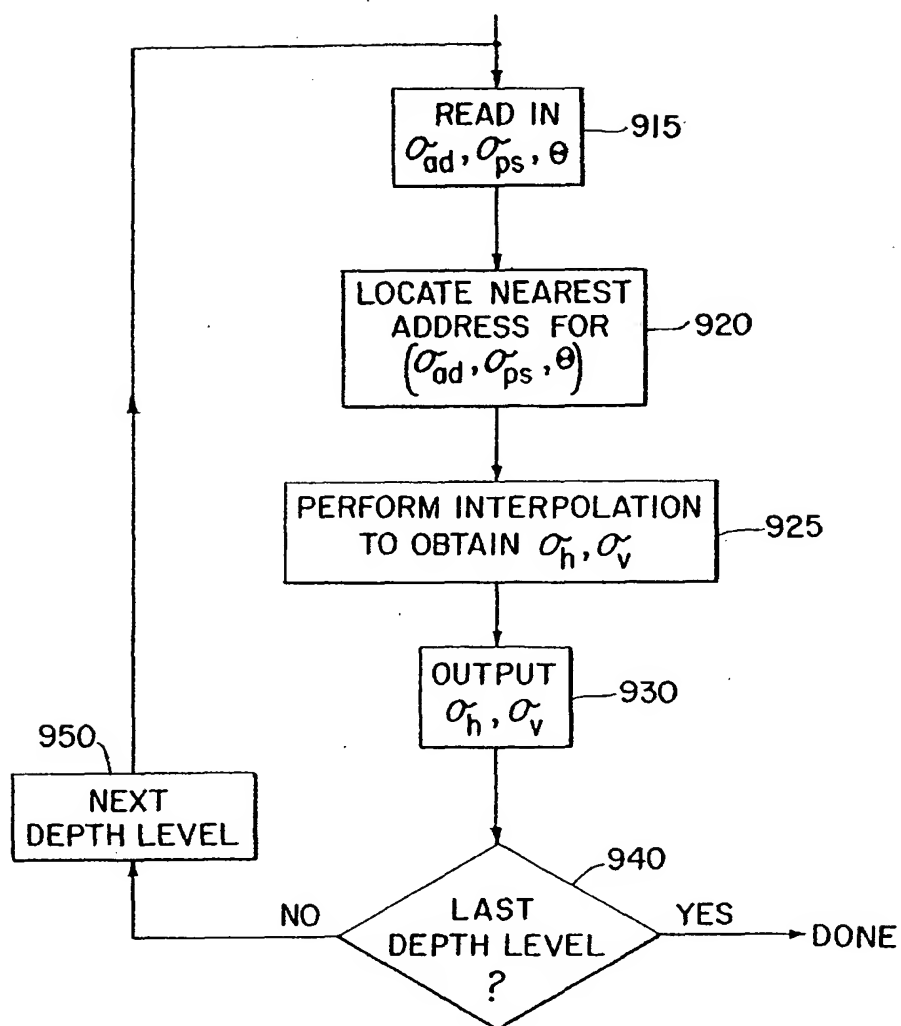 READ IN
σad, σps, θ
915
LOCATE NEAREST
ADDRESS FOR
(σad, σps, θ)
920
PERFORM INTERPOLATION
TO OBTAIN σh, σv
925
OUTPUT
σh, σv
930
950
NEXT
DEPTH LEVEL
940
NO
LAST
DEPTH LEVEL
?
YES
DONE